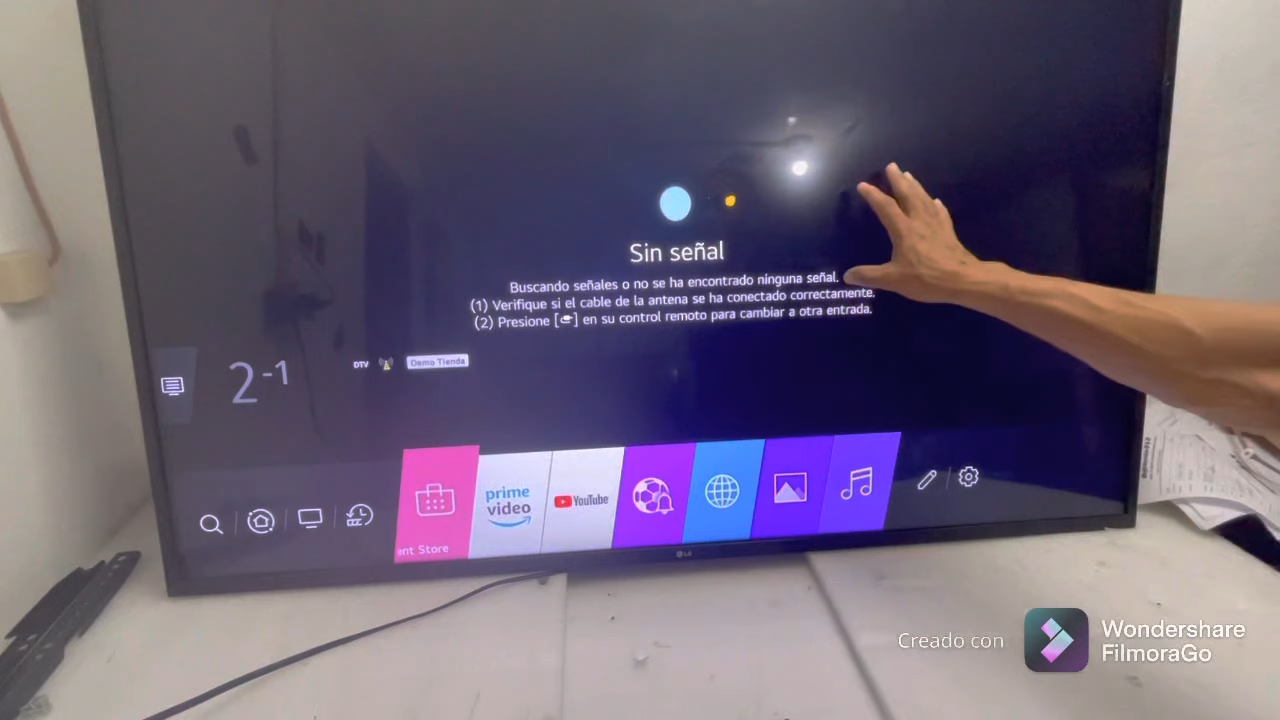 Sin señal
Buscando señales o no se ha encontrado ninguna señal.
(1) Verifique si el cable de la antena se ha conectado correctamente.
(2) Presione [ ] en su control remoto para cambiar a otra entrada.
2-1
DTV
Demo Tienda
prime video
YouTube
nt Store
LG
Creado con
Wondershare
FilmoraGo